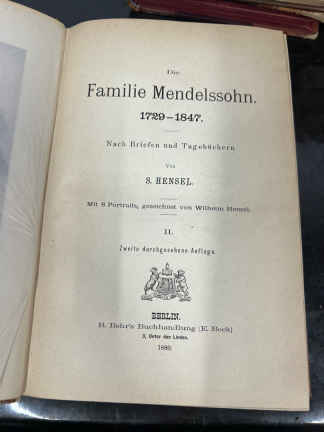 Die
Familie Mendelssohn.
1729–1847.
Nach Briefen und Tagebüchern
Von
S. HENSEL.
Mit 8 Portraits, gezeichnet von Wilhelm Hensel.
II.
Zweite durchgesehene Auflage.
BERLIN.
B. Behr's Buchhandlung (E. Bock)
Unter den Linden.